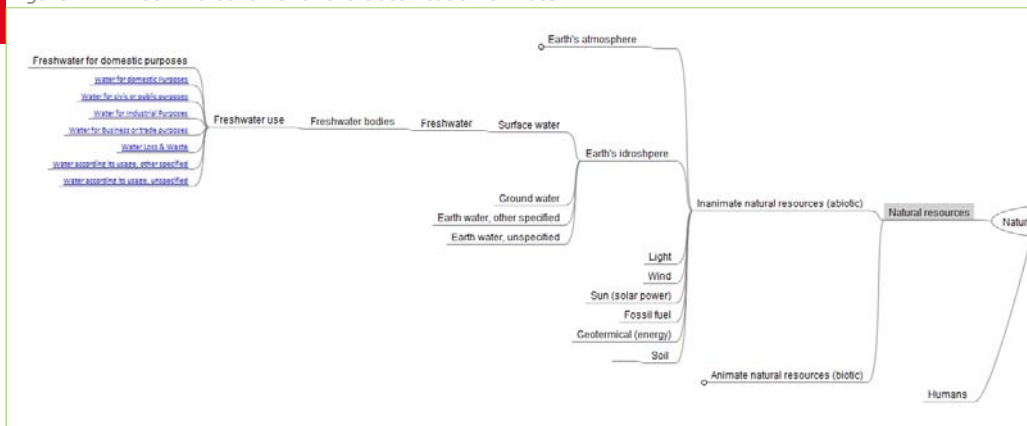 Earth's atmosphere
Freshwater for domestic purposes
Water for domestic Purposes
Water for civic or public purposes
Water for Industrial Purposes
Water for Business or trade purposes
Water Loss & Waste
Water according its usage, other specified
Water according its usage, unspecified
Freshwater use
Freshwater bodies
Freshwater
Surface water
Earth's idroshpere
Ground water
Earth water, other specified
Earth water, unspecified
Inanimate natural resources (abiotic)
Natural resources
Light
Wind
Sun (solar power)
Fossil fuel
Geotermical (energy)
Soil
Animate natural resources (biotic)
Humans